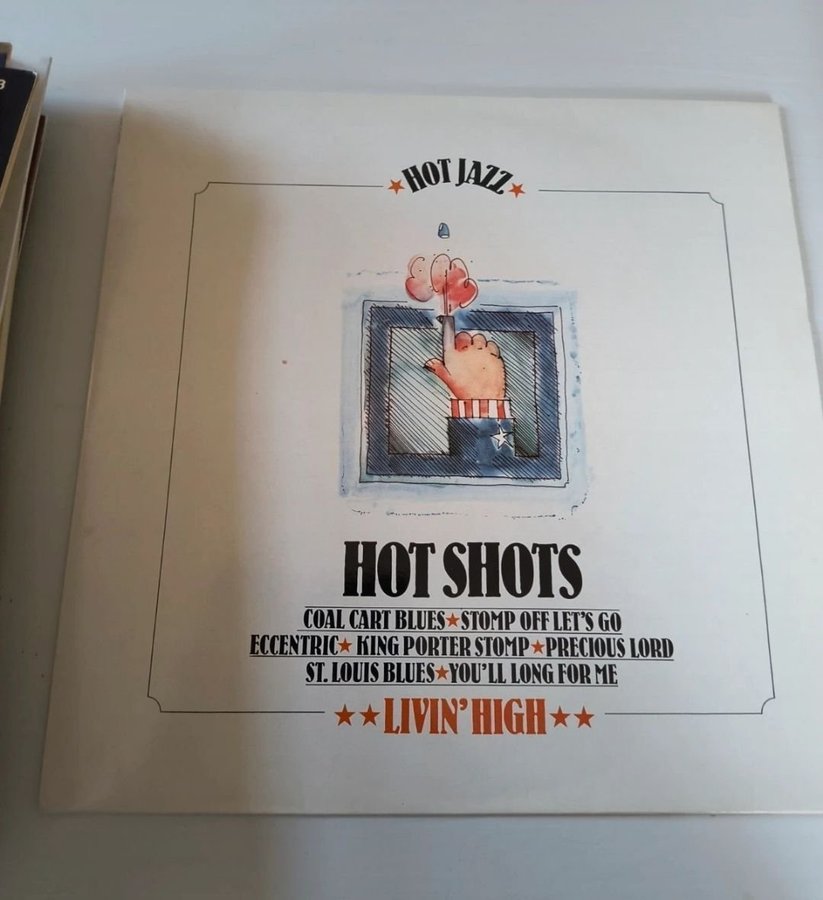 3
HOT JAZZ
HOT SHOTS
COAL CART BLUES★STOMP OFF LET'S GO
ECCENTRIC★ KING PORTER STOMP★PRECIOUS LORD
ST. LOUIS BLUES★YOU'LL LONG FOR ME
LIVIN' HIGH